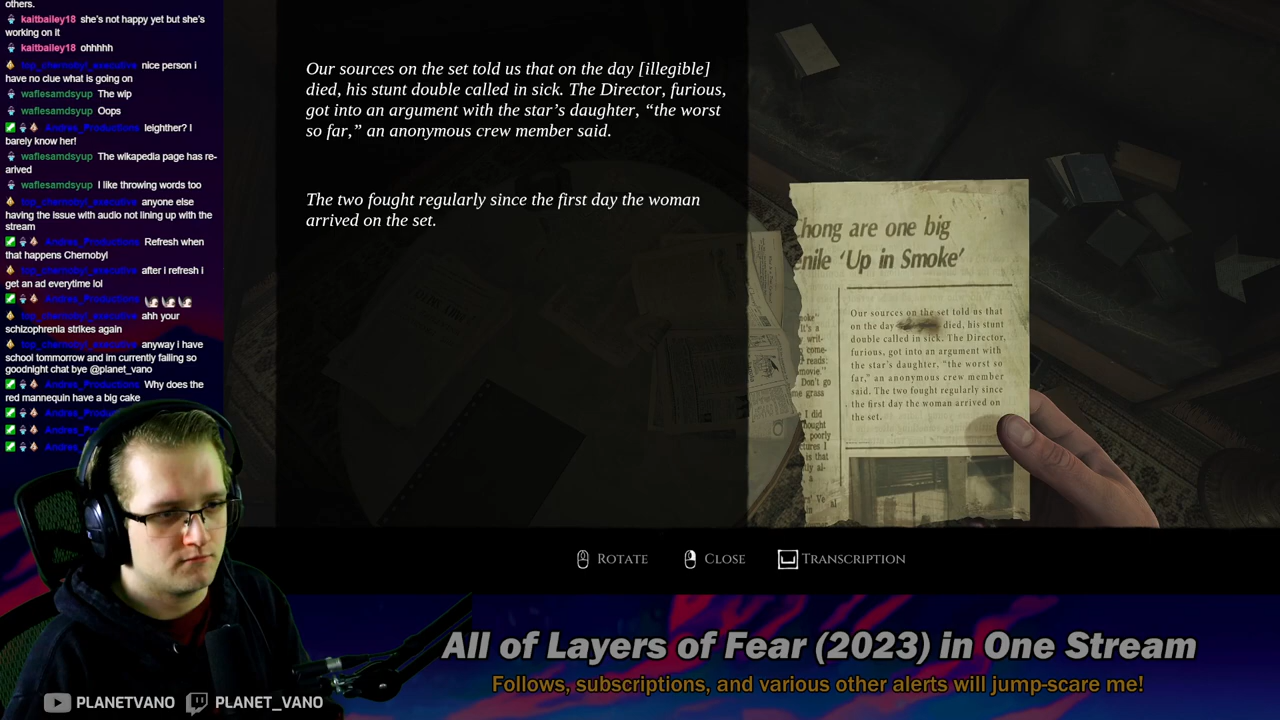 others.
kaitbailey18 she's not happy yet but she's
working on it
kaitbailey18 ohhhhh
top_chernobyl_executive nice person i
have no clue what is going on
waflesamdsyup The wip
waflesamdsyup Oops
Andres_Productions leighther? I
barely know her!
waflesamdsyup The wikapedia page has re-
arived
waflesamdsyup I like throwing words too
top_chernobyl_executive anyone else
having the issue with audio not lining up with the
stream
Andres_Productions Refresh when
that happens Chernobyl
top_chernobyl_executive after i refresh i
get an ad everytime lol
Andres_Productions
top_chernobyl_executive ahh your
schizophrenia strikes again
top_chernobyl_executive anyway i have
school tommorrow and im currently failing so
goodnight chat bye @planet_vano
Andres_Productions Why does the
red mannequin have a big cake
Our sources on the set told us that on the day [illegible]
died, his stunt double called in sick. The Director, furious,
got into an argument with the star's daughter, “the worst
so far,” an anonymous crew member said.
The two fought regularly since the first day the woman
arrived on the set.
hong are one big
enile ‘Up in Smoke’
Our sources on the set told us that
on the day died, his stunt
double called in sick. The Director,
furious, got into an argument with
the star's daughter, “the worst so
far,” an anonymous crew member
said. The two fought regularly since
the first day the woman arrived on
the set.
ROTATE
CLOSE
TRANSCRIPTION
All of Layers of Fear (2023) in One Stream
Follows, subscriptions, and various other alerts will jump-scare me!
PLANETVANO
PLANET_VANO